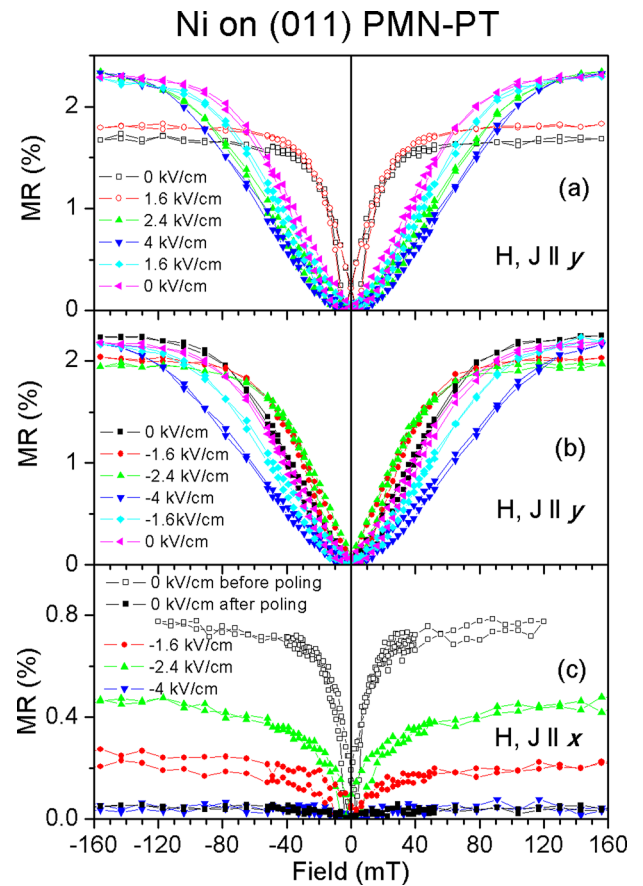 Ni on (011) PMN-PT
MR (%)
2
1
0
0 kV/cm
1.6 kV/cm
2.4 kV/cm
4 kV/cm
1.6 kV/cm
0 kV/cm
(a)
H, J ll y
MR (%)
2
1
0
0 kV/cm
-1.6 kV/cm
-2.4 kV/cm
-4 kV/cm
-1.6kV/cm
0 kV/cm
(b)
H, J ll y
MR (%)
0.8
0.4
0.0
0 kV/cm before poling
0 kV/cm after poling
-1.6 kV/cm
-2.4 kV/cm
-4 kV/cm
(c)
H, J ll x
-160 -120 -80 -40 0 40 80 120 160
Field (mT)